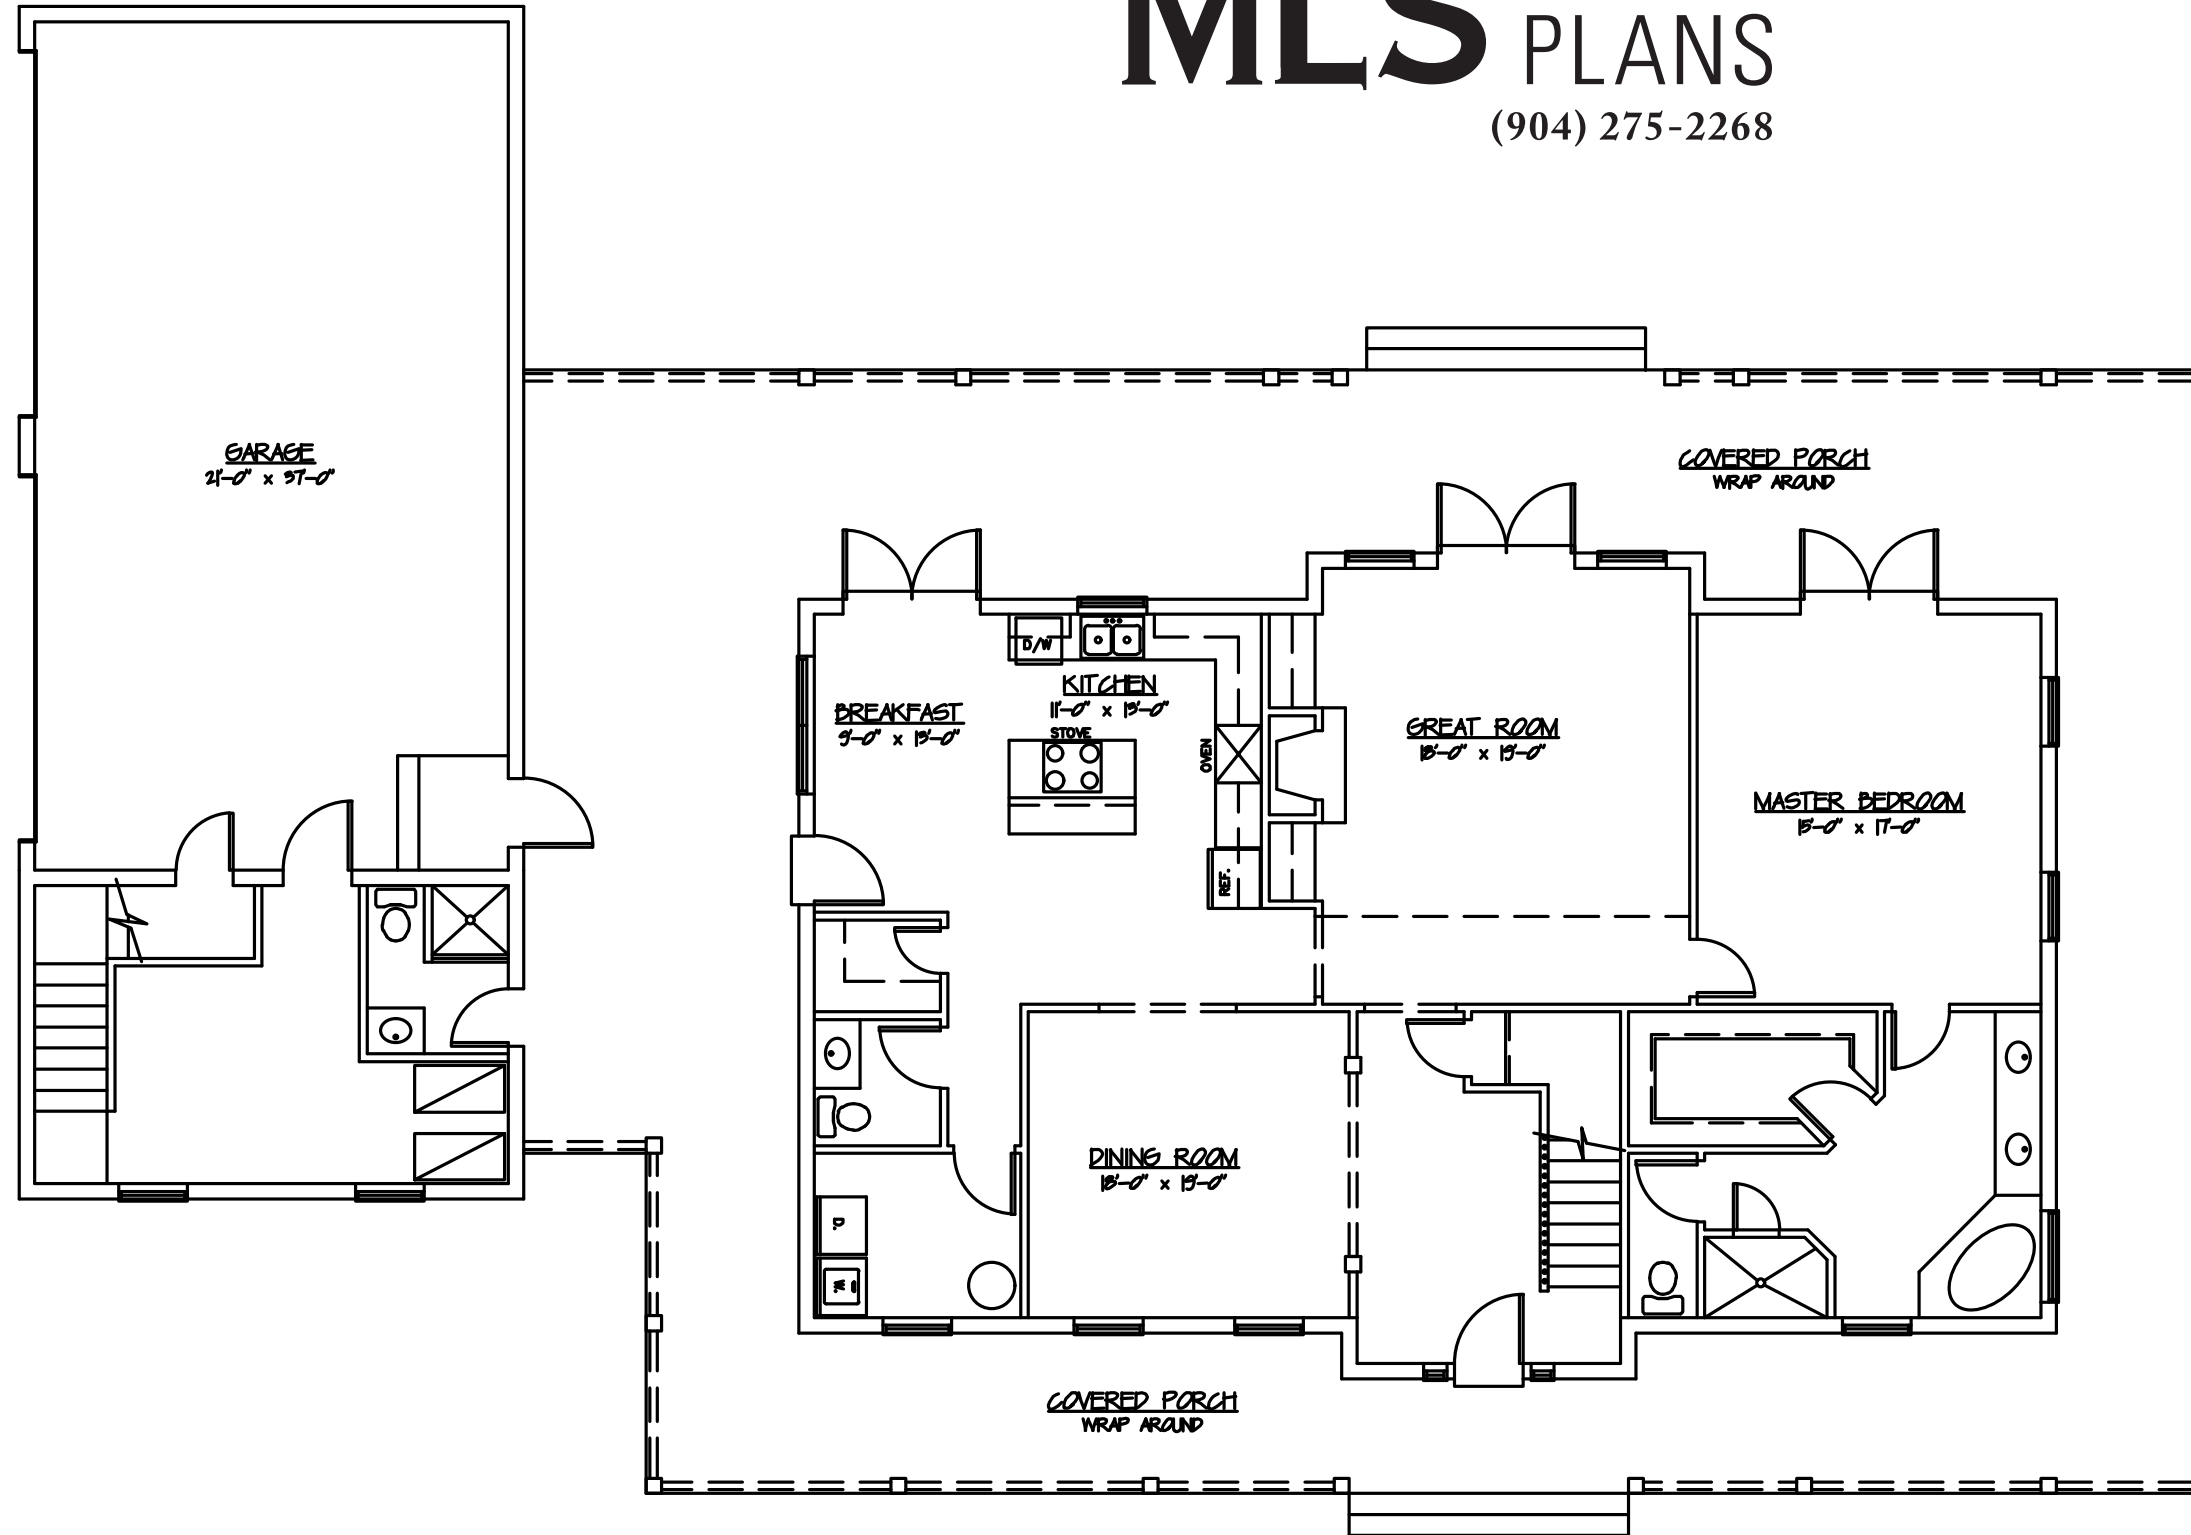 MLS PLANS
(904) 275-2268
GARAGE
21'-0" x 37'-0"
COVERED PORCH
WRAP AROUND
D/W
KITCHEN
11'-0" x 13'-0"
STOVE
BREAKFAST
9'-0" x 13'-0"
OVEN
REF.
GREAT ROOM
18'-0" x 19'-0"
MASTER BEDROOM
15'-0" x 17'-0"
DINING ROOM
18'-0" x 19'-0"
D.
W.
COVERED PORCH
WRAP AROUND